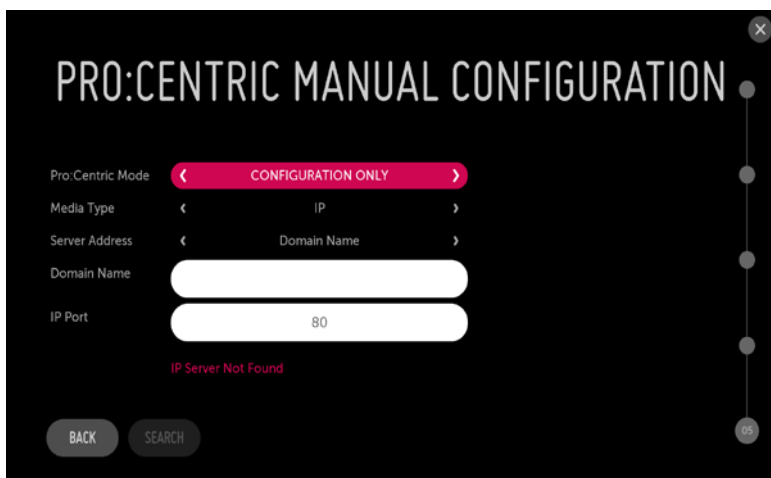 PRO:CENTRIC MANUAL CONFIGURATION
Pro:Centric Mode CONFIGURATION ONLY
Media Type IP
Server Address Domain Name
Domain Name
IP Port 80
IP Server Not Found
BACK SEARCH 05